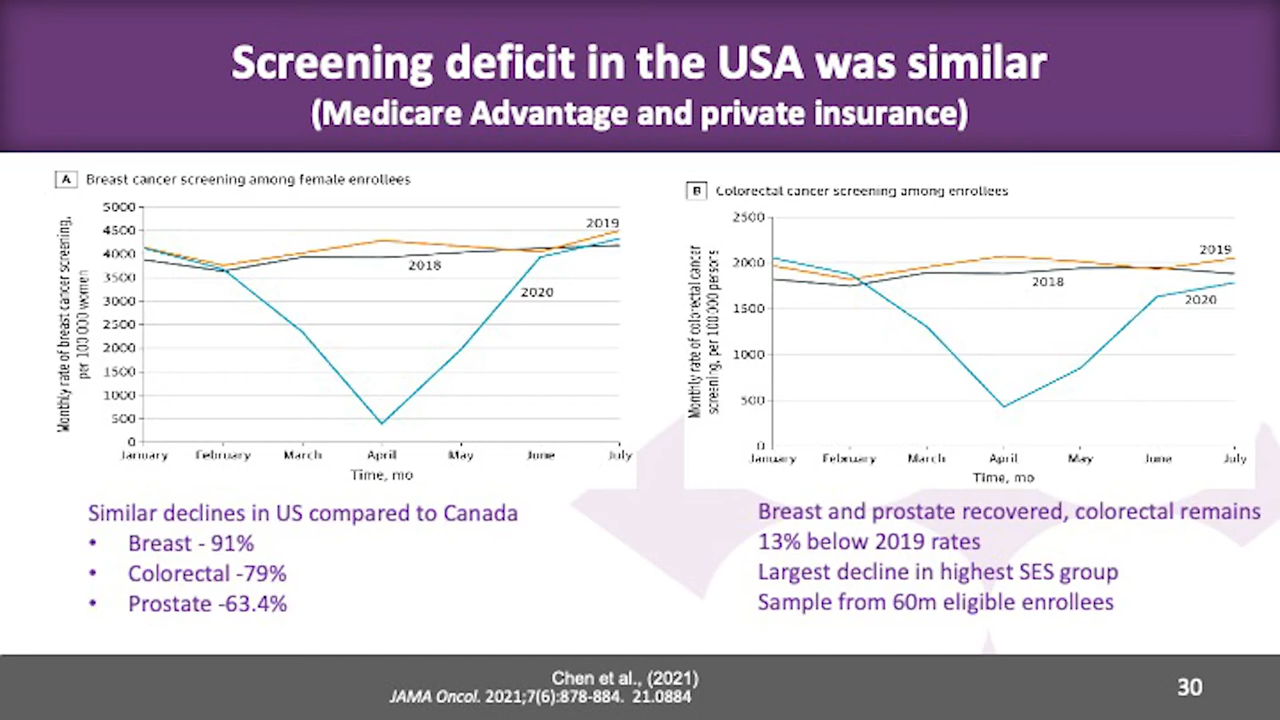 Screening deficit in the USA was similar
(Medicare Advantage and private insurance)
A Breast cancer screening among female enrollees
Monthly rate of breast cancer screening,
per 100 000 women
5000
4500
4000
3500
3000
2500
2000
1500
1000
500
0
2019
2018
2020
January February March April May June July
Time, mo
B Colorectal cancer screening among enrollees
Monthly rate of colorectal cancer
screening, per 100 000 persons
2500
2000
1500
1000
500
0
2019
2018
2020
January February March April May June July
Time, mo
Similar declines in US compared to Canada
• Breast - 91%
• Colorectal -79%
• Prostate -63.4%
Breast and prostate recovered, colorectal remains
13% below 2019 rates
Largest decline in highest SES group
Sample from 60m eligible enrollees
Chen et al., (2021)
JAMA Oncol. 2021;7(6):878-884. 21.0884
30